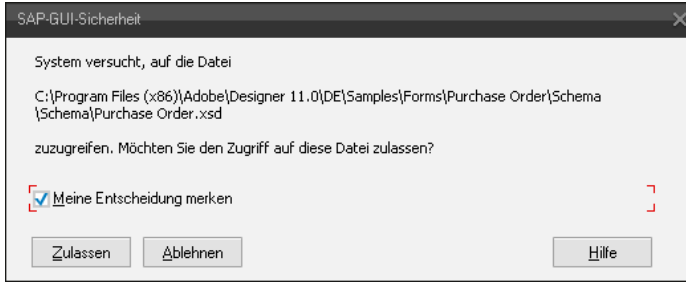 SAP-GUI-Sicherheit
System versucht, auf die Datei
C:\Program Files (x86)\Adobe\Designer 11.0\DE\Samples\Forms\Purchase Order\Schema
\Schema\Purchase Order.xsd
zuzugreifen. Möchten Sie den Zugriff auf diese Datei zulassen?
Meine Entscheidung merken
Zulassen Ablehnen Hilfe